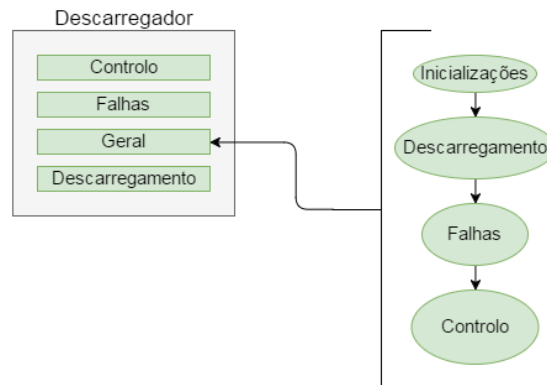 Descarregador
Controlo
Falhas
Geral
Descarregamento
Inicializações
Descarregamento
Falhas
Controlo